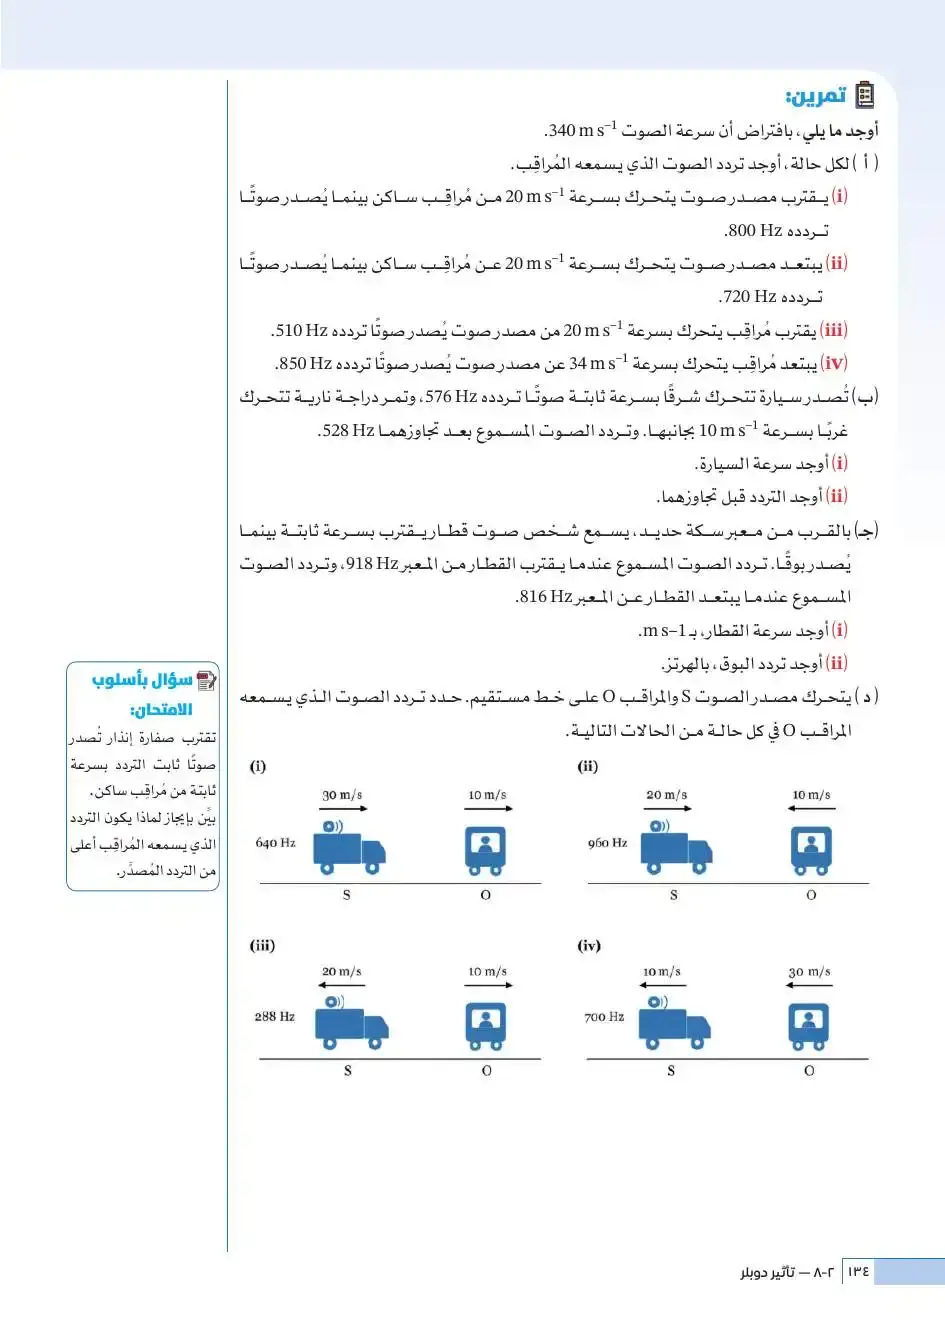 تمرين:
أوجد ما يلي، بافتراض أن سرعة الصوت 340 m s⁻¹.
( أ ) لكل حالة، أوجد تردد الصوت الذي يسمعه المُراقِب.
(i) يـقترب مصدر صوت يتحرك بسرعة 20 m s⁻¹ من مُراقِب ساكن بينما يُصدر صوتًا
تردده 800 Hz.
(ii) يبتعد مصدر صوت يتحرك بسرعة 20 m s⁻¹ عن مُراقِب ساكن بينما يُصدر صوتًا
تردده 720 Hz.
(iii) يقترب مُراقِب يتحرك بسرعة 20 m s⁻¹ من مصدر صوت يُصدر صوتًا تردده 510 Hz.
(iv) يبتعد مُراقِب يتحرك بسرعة 34 m s⁻¹ عن مصدر صوت يُصدر صوتًا تردده 850 Hz.
(ب) تُصدر سيارة تتحرك شرقًا بسرعة ثابتة صوتًا تردده 576 Hz، وتمر دراجة نارية تتحرك
غربًا بسرعة 10 m s⁻¹ بجانبها. وتردد الصوت المسموع بعد تجاوزهما 528 Hz.
(i) أوجد سرعة السيارة.
(ii) أوجد التردد قبل تجاوزهما.
(جـ) بالقرب من معبر سكة حديد، يسمع شخص صوت قطار يقترب بسرعة ثابتة بينما
يُصدر بوقًا. تردد الصوت المسموع عندما يقترب القطار من المعبر 918 Hz، وتردد الصوت
المسموع عندما يبتعد القطار عن المعبر 816 Hz.
(i) أوجد سرعة القطار، بـ m s–1.
(ii) أوجد تردد البوق، بالهرتز.
( د ) يتحرك مصدر الصوت S والمراقب O على خط مستقيم. حدد تردد الصوت الذي يسمعه
المراقب O في كل حالة من الحالات التالية.
(i)
30 m/s
10 m/s
640 Hz
S
O
(ii)
20 m/s
10 m/s
960 Hz
S
O
(iii)
20 m/s
10 m/s
288 Hz
S
O
(iv)
10 m/s
30 m/s
700 Hz
S
O
سؤال بأسلوب
الامتحان:
تقترب صفارة إنذار تُصدر
صوتًا ثابت التردد بسرعة
ثابتة من مُراقِب ساكن.
بيّن بإيجاز لماذا يكون التردد
الذي يسمعه المُراقِب أعلى
من التردد المُصدَّر.
١٣٤ ٨-٢ — تأثير دوبلر